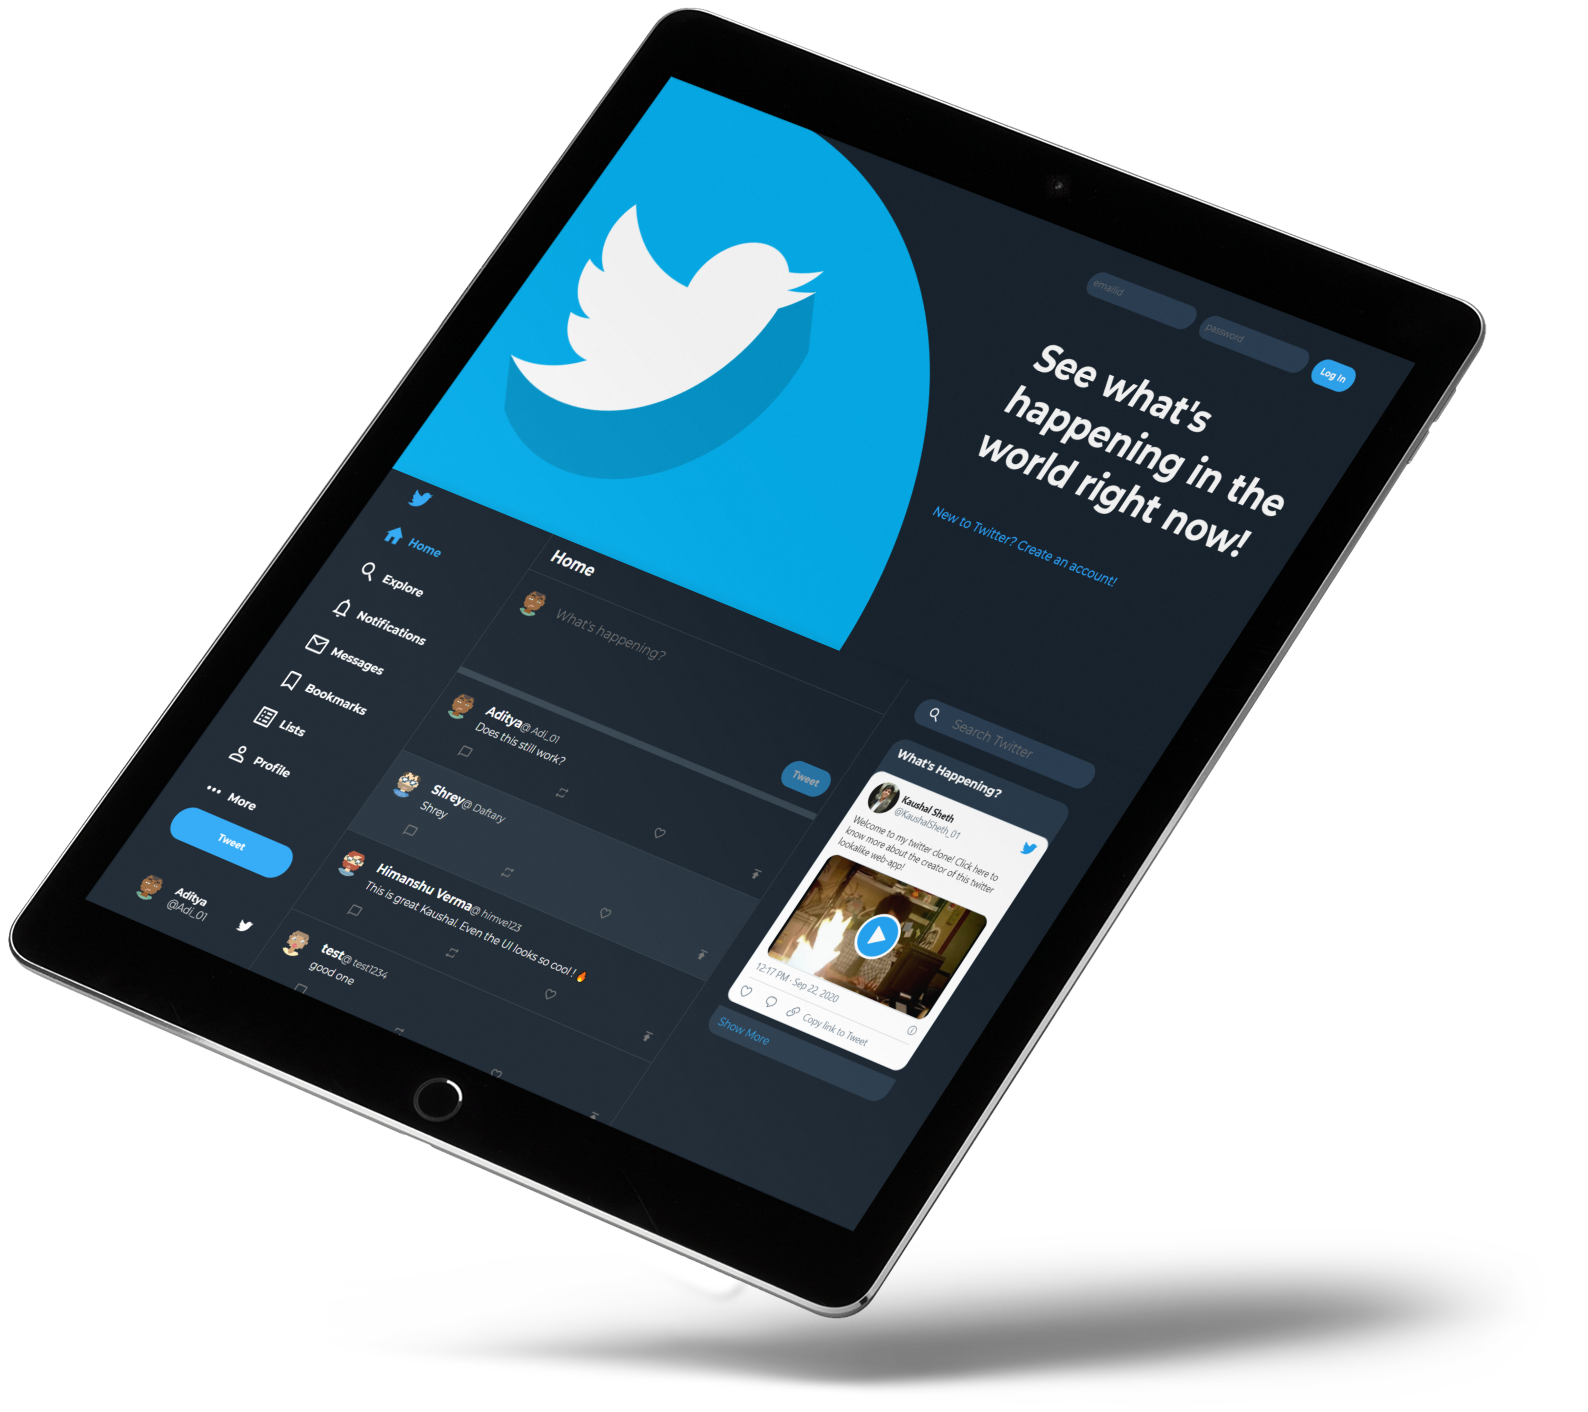 emailid
password
Log In
See what's
happening in the
world right now!
New to Twitter? Create an account!
Home
Explore
Notifications
Messages
Bookmarks
Lists
Profile
More
Tweet
Aditya
@Adi_01
Home
What's happening?
Tweet
Aditya@ Adi_01
Does this still work?
Shrey@ Daftary
Shrey
Himanshu Verma@ himve123
This is great Kaushal. Even the UI looks so cool ! 🔥
test@ test1234
good one
Search Twitter
What's Happening?
Kaushal Sheth
@KaushalSheth_01
Welcome to my twitter clone! Click here to
know more about the creator of this twitter
lookalike web-app!
12:17 PM · Sep 22, 2020
Copy link to Tweet
Show More